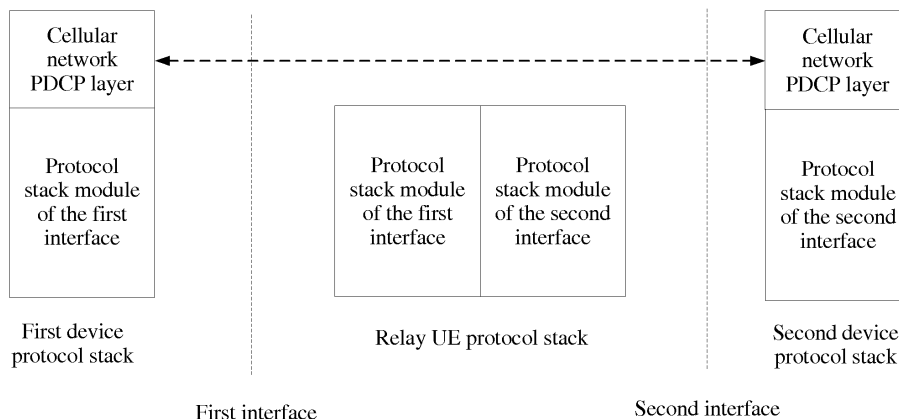 Cellular
network
PDCP layer
Cellular
network
PDCP layer
Protocol
stack module
of the first
interface
Protocol
stack module
of the first
interface
Protocol
stack module
of the second
interface
Protocol
stack module
of the second
interface
First device
protocol stack
Relay UE protocol stack
Second device
protocol stack
First interface
Second interface